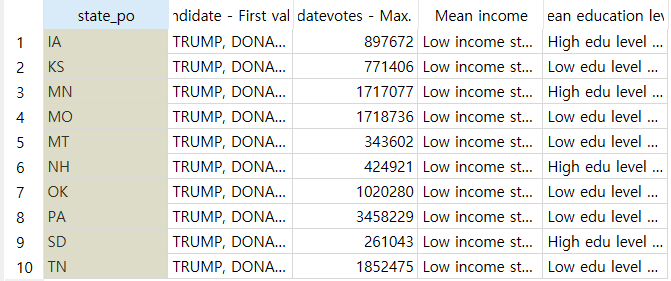 state_po ndidate - First val datevotes - Max. Mean income ean education lev
1 IA TRUMP, DONA... 897672 Low income st... High edu level ...
2 KS TRUMP, DONA... 771406 Low income st... Low edu level ...
3 MN TRUMP, DONA... 1717077 Low income st... High edu level ...
4 MO TRUMP, DONA... 1718736 Low income st... Low edu level ...
5 MT TRUMP, DONA... 343602 Low income st... Low edu level ...
6 NH TRUMP, DONA... 424921 Low income st... High edu level ...
7 OK TRUMP, DONA... 1020280 Low income st... Low edu level ...
8 PA TRUMP, DONA... 3458229 Low income st... Low edu level ...
9 SD TRUMP, DONA... 261043 Low income st... High edu level ...
10 TN TRUMP, DONA... 1852475 Low income st... Low edu level ...